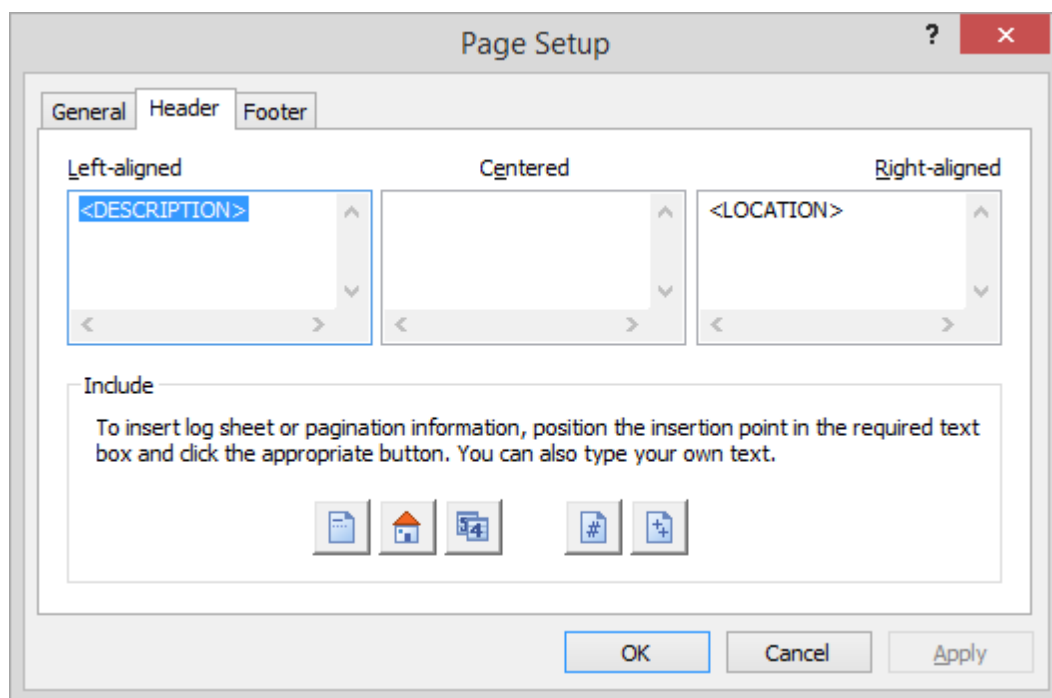 Page Setup
?
General Header Footer
Left-aligned Centered Right-aligned
<DESCRIPTION> <LOCATION>
Include
To insert log sheet or pagination information, position the insertion point in the required text
box and click the appropriate button. You can also type your own text.
54 #
OK Cancel Apply